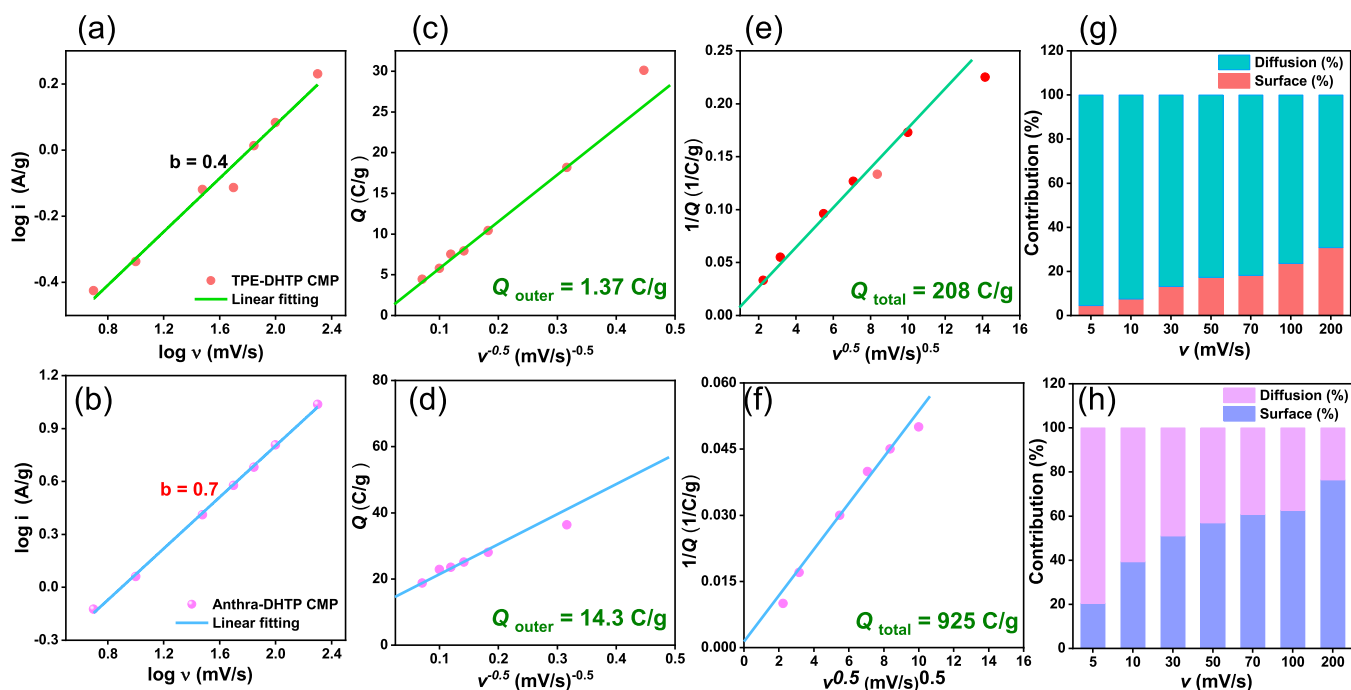 (a)
0.2
0.0
-0.2
-0.4
0.8
1.2
1.6
2.0
2.4
log i (A/g)
log ν (mV/s)
b = 0.4
TPE-DHTP CMP
Linear fitting
(c)
30
25
20
15
10
5
0
0.1
0.2
0.3
0.4
0.5
Q (C/g)
v-0.5 (mV/s)-0.5
Q outer = 1.37 C/g
(e)
0.25
0.20
0.15
0.10
0.05
0.00
2
4
6
8
10
12
14
16
1/Q (1/C/g)
v0.5 (mV/s)0.5
Q total = 208 C/g
(g)
120
100
80
60
40
20
0
5
10
30
50
70
100
200
Contribution (%)
v (mV/s)
Diffusion (%)
Surface (%)
(b)
1.2
0.9
0.6
0.3
0.0
-0.3
0.8
1.2
1.6
2.0
2.4
log i (A/g)
log ν (mV/s)
b = 0.7
Anthra-DHTP CMP
Linear fitting
(d)
80
60
40
20
0
0.1
0.2
0.3
0.4
0.5
Q (C/g)
v-0.5 (mV/s)-0.5
Q outer = 14.3 C/g
(f)
0.060
0.045
0.030
0.015
0.000
0
2
4
6
8
10
12
14
16
1/Q (1/C/g)
v0.5 (mV/s)0.5
Q total = 925 C/g
(h)
120
100
80
60
40
20
0
5
10
30
50
70
100
200
Contribution (%)
v (mV/s)
Diffusion (%)
Surface (%)